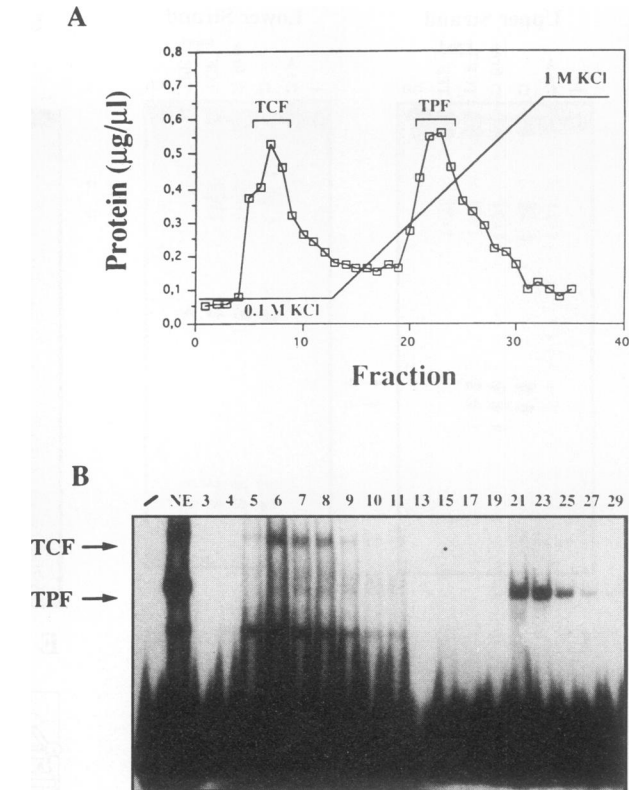 A
0,8
0,7
0,6
0,5
0,4
0,3
0,2
0,1
0,0
Protein (µg/µl)
TCF
TPF
1 M KCl
0.1 M KCl
0 10 20 30 40
Fraction
B
NE 3 4 5 6 7 8 9 10 11 13 15 17 19 21 23 25 27 29
TCF
TPF